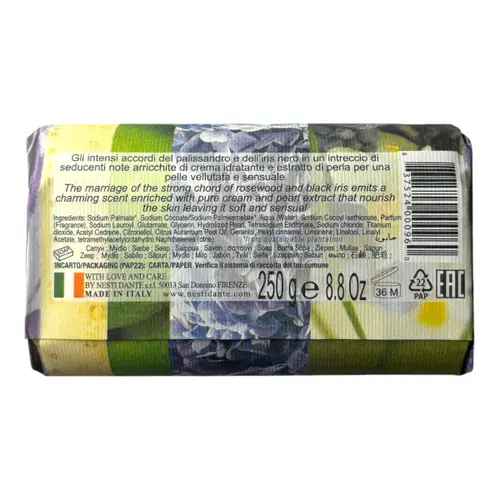 Gli intensi accordi del palissandro e dell'iris nero in un intreccio di
seducenti note arricchite di crema idratante e estratto di perla per una
pelle vellutata e sensuale
The marriage of the strong chord of rosewood and black iris emits a
charming scent enriched with pure cream and pearl extract that nourish
the skin leaving it soft and sensual
Ingredients: Sodium Palmate*, Sodium Cocoate/Sodium Palmkernelate*, Aqua (Water), Sodium Cocoyl Isethionate, Parfum
(Fragrance), Sodium Lauroyl, Glutamate, Glycerin, Hydrolyzed Pearl, Tetrasodium Etidronate, Sodium chloride, Titanium
dioxide, Acetyl Cedrene, Citronellol, Citrus Aurantium Peel Oil, Geraniol, Hexyl cinnamal, Limonene, Linalool, Linalyl
Acetate, tetramethylacetyloctahydro Naphthalenes (otne). *from sustainable plantation
INCARTO/PACKAGING (PAP22): CARTA/PAPER Verifica il sistema di raccolta del tuo comune
WITH LOVE AND CARE
BY NESTI DANTE s.r.l. 50013 San Donnino FIRENZE
MADE IN ITALY www.nestidante.com
250 g e 8.8 Oz
36 M
22
PAP
EAC
8 37524 000096